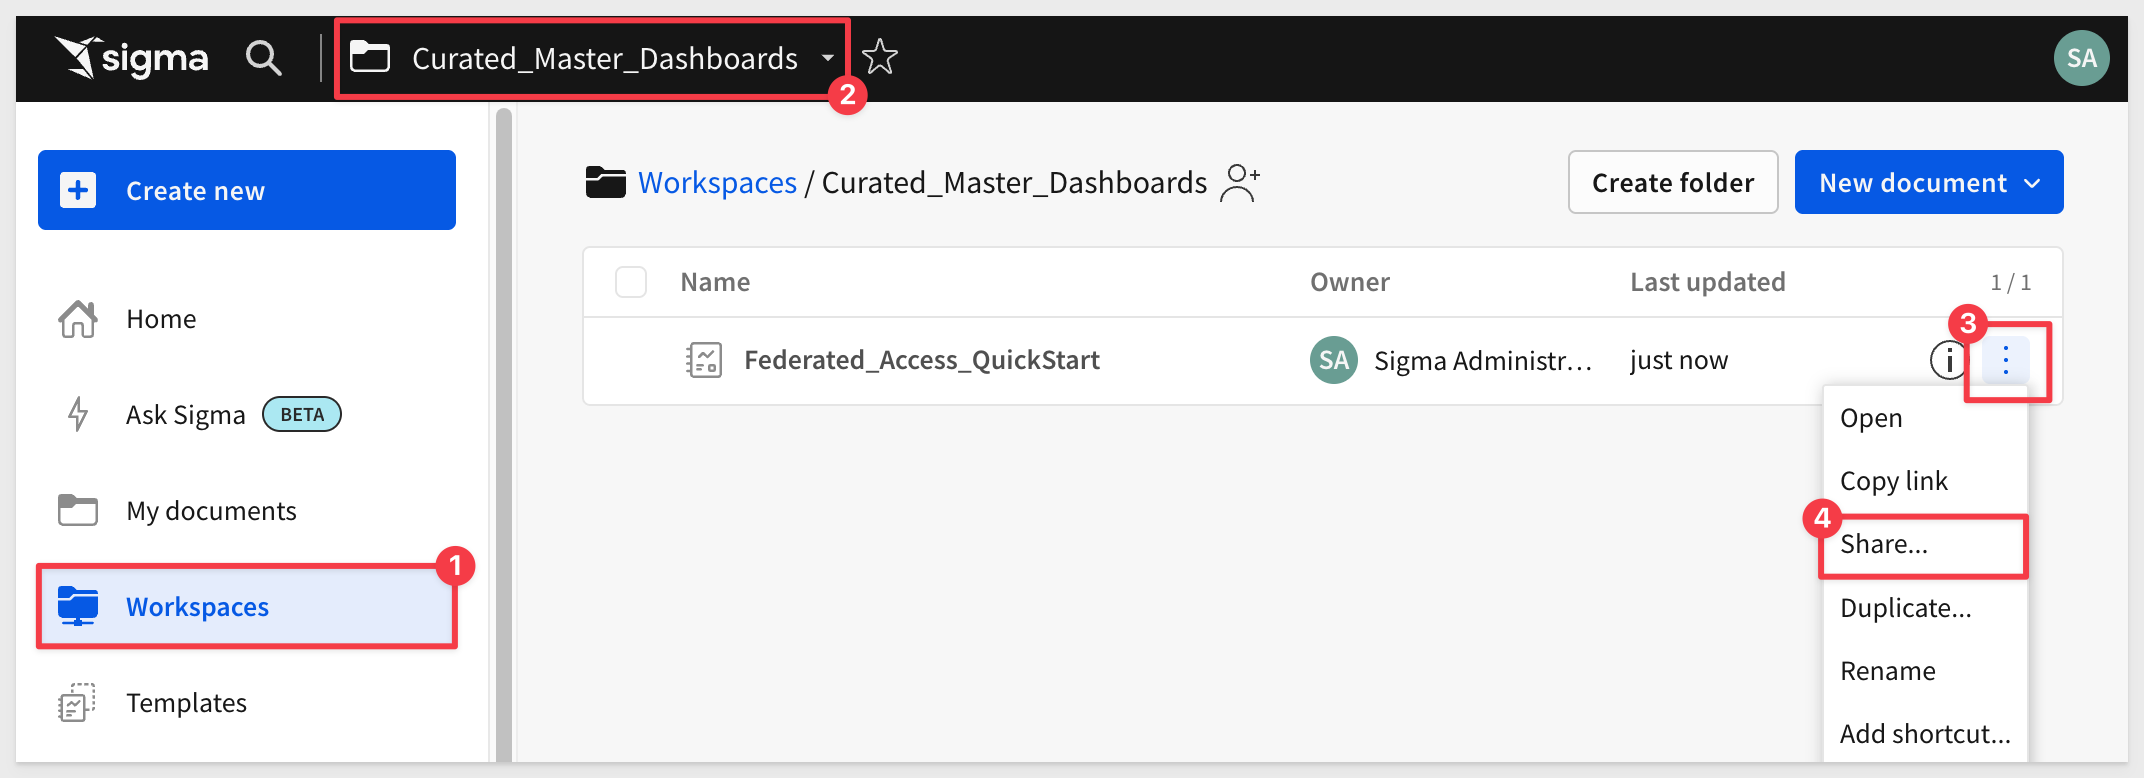 sigma
Curated_Master_Dashboards
2
SA
Create new
Home
Ask Sigma BETA
My documents
1
Workspaces
Templates
Workspaces / Curated_Master_Dashboards
Create folder
New document
Name Owner Last updated 1 / 1
3
Federated_Access_QuickStart SA Sigma Administr... just now
Open
Copy link
4
Share...
Duplicate...
Rename
Add shortcut...